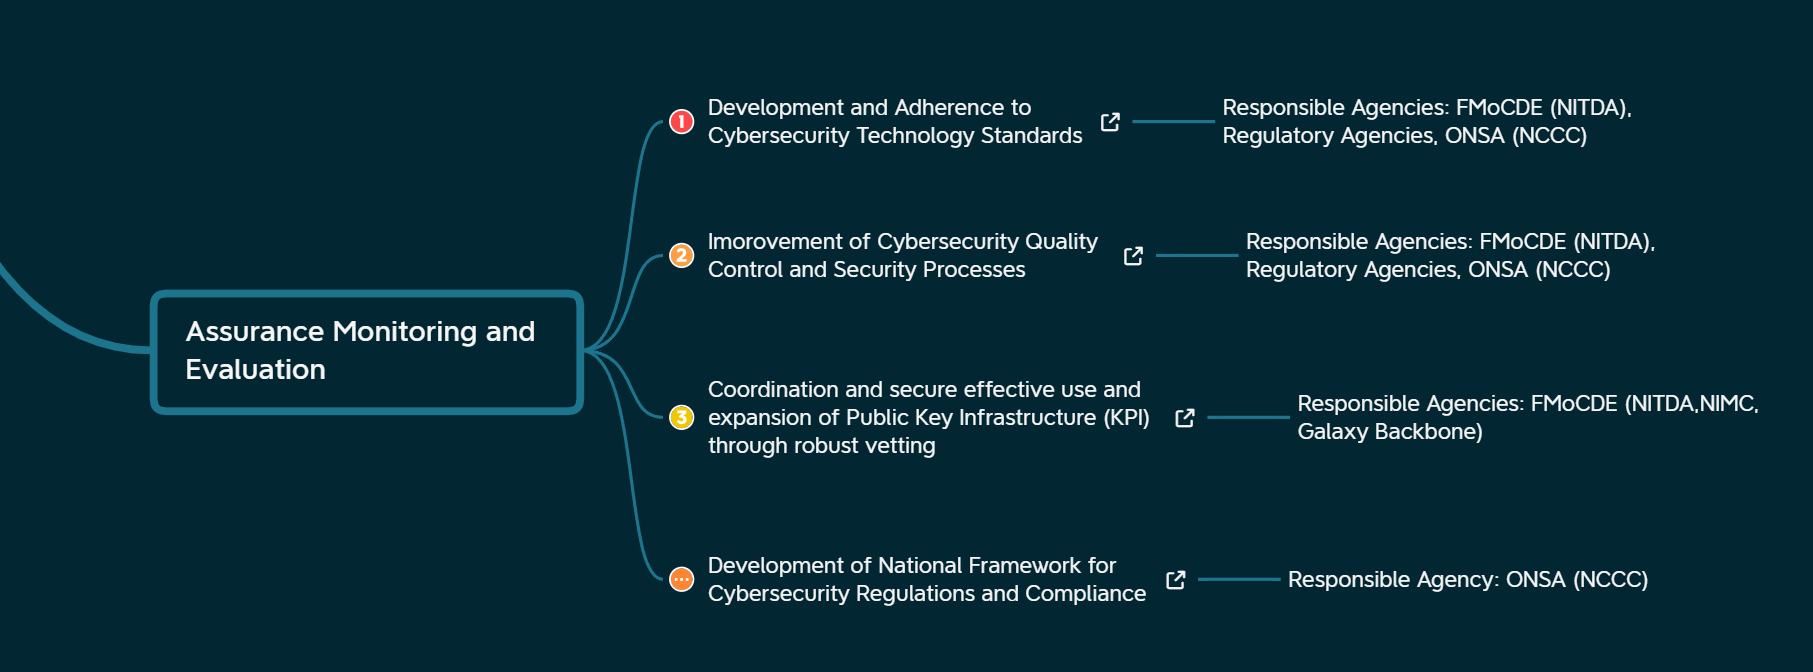 Assurance Monitoring and
Evaluation
1
Development and Adherence to
Cybersecurity Technology Standards
Responsible Agencies: FMoCDE (NITDA),
Regulatory Agencies, ONSA (NCCC)
2
Imorovement of Cybersecurity Quality
Control and Security Processes
Responsible Agencies: FMoCDE (NITDA),
Regulatory Agencies, ONSA (NCCC)
3
Coordination and secure effective use and
expansion of Public Key Infrastructure (KPI)
through robust vetting
Responsible Agencies: FMoCDE (NITDA,NIMC,
Galaxy Backbone)
...
Development of National Framework for
Cybersecurity Regulations and Compliance
Responsible Agency: ONSA (NCCC)